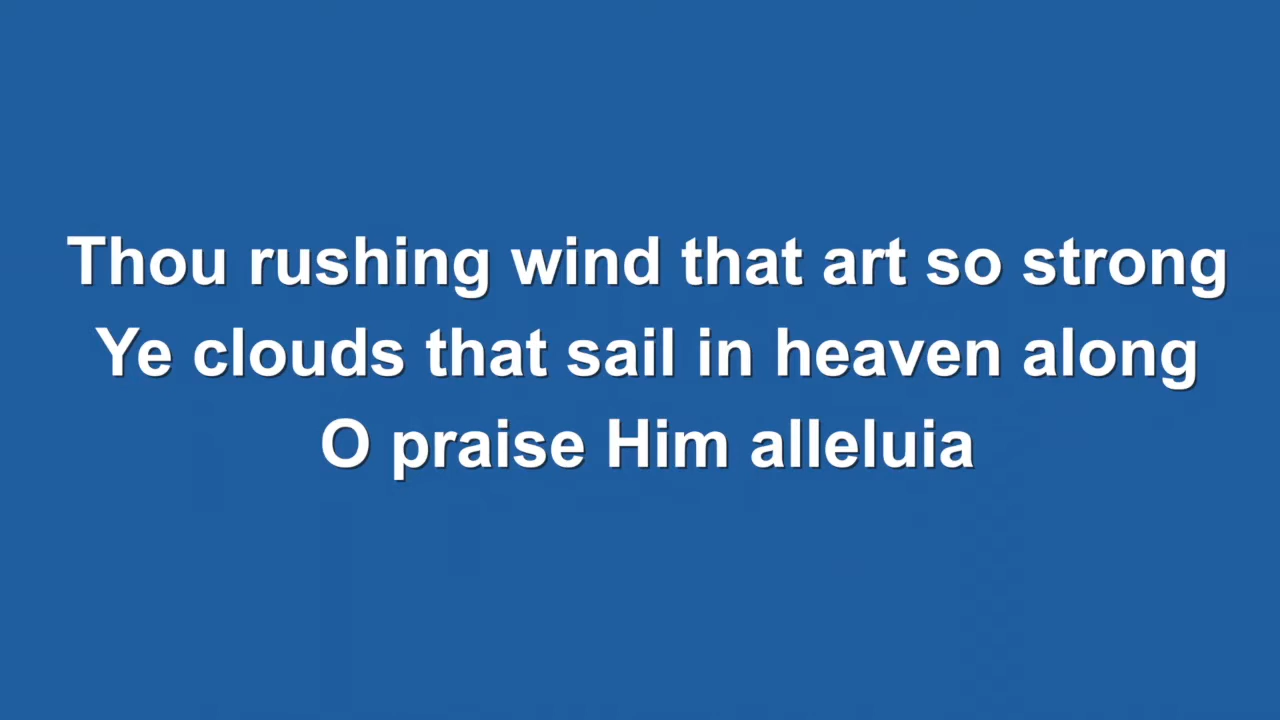 Thou rushing wind that art so strong
Ye clouds that sail in heaven along
O praise Him alleluia